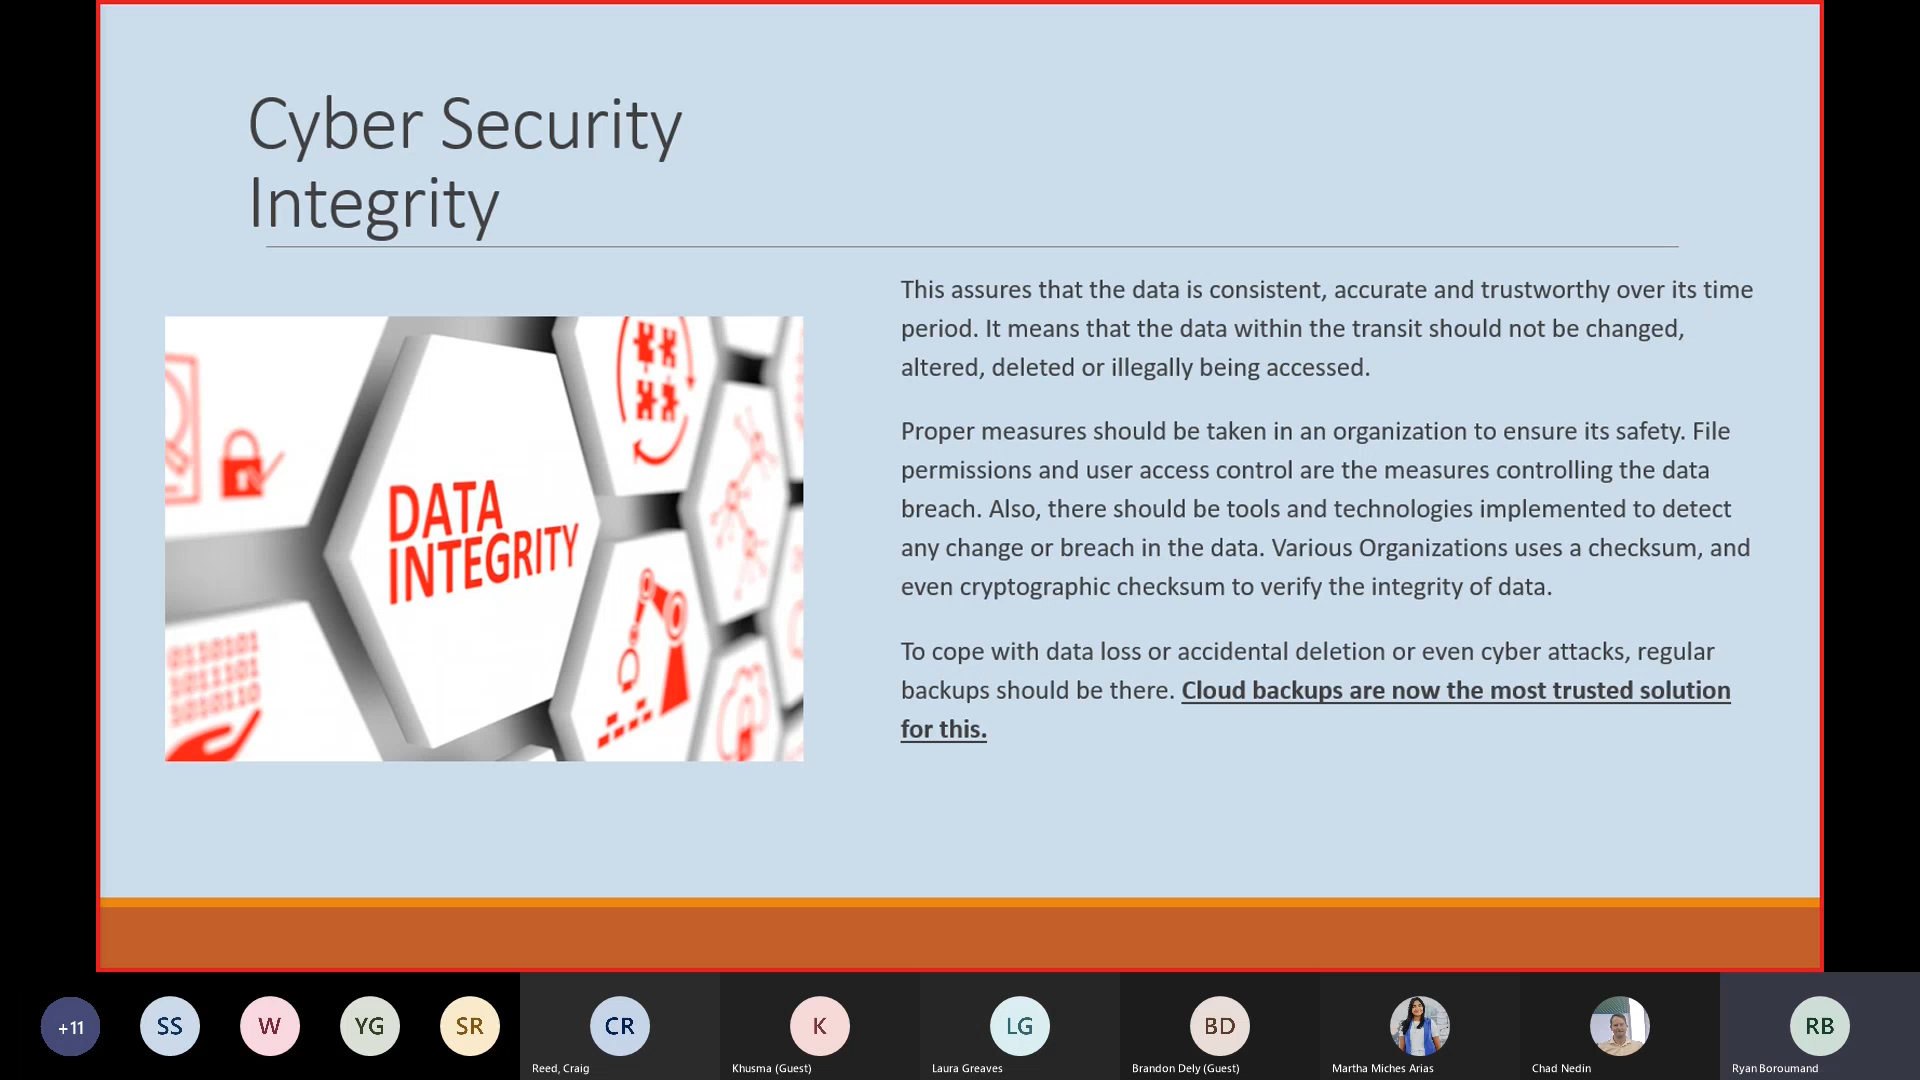 Cyber Security
Integrity
This assures that the data is consistent, accurate and trustworthy over its time
period. It means that the data within the transit should not be changed,
altered, deleted or illegally being accessed.
Proper measures should be taken in an organization to ensure its safety. File
permissions and user access control are the measures controlling the data
breach. Also, there should be tools and technologies implemented to detect
any change or breach in the data. Various Organizations uses a checksum, and
even cryptographic checksum to verify the integrity of data.
To cope with data loss or accidental deletion or even cyber attacks, regular
backups should be there. Cloud backups are now the most trusted solution
for this.
DATA
INTEGRITY
0110101
1011101
1010110
+11
SS
W
YG
SR
CR
K
LG
BD
RB
Reed, Craig
Khusma (Guest)
Laura Greaves
Brandon Dely (Guest)
Martha Miches Arias
Chad Nedin
Ryan Boroumand